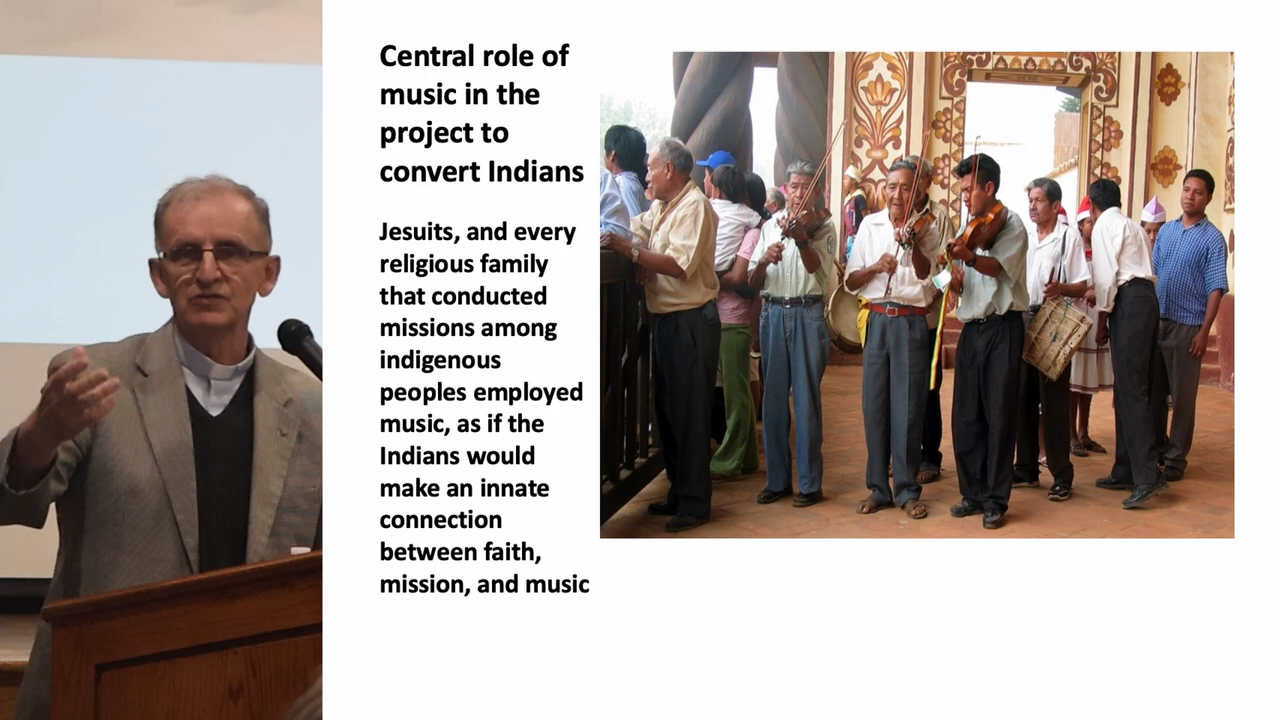 Central role of
music in the
project to
convert Indians
Jesuits, and every
religious family
that conducted
missions among
indigenous
peoples employed
music, as if the
Indians would
make an innate
connection
between faith,
mission, and music